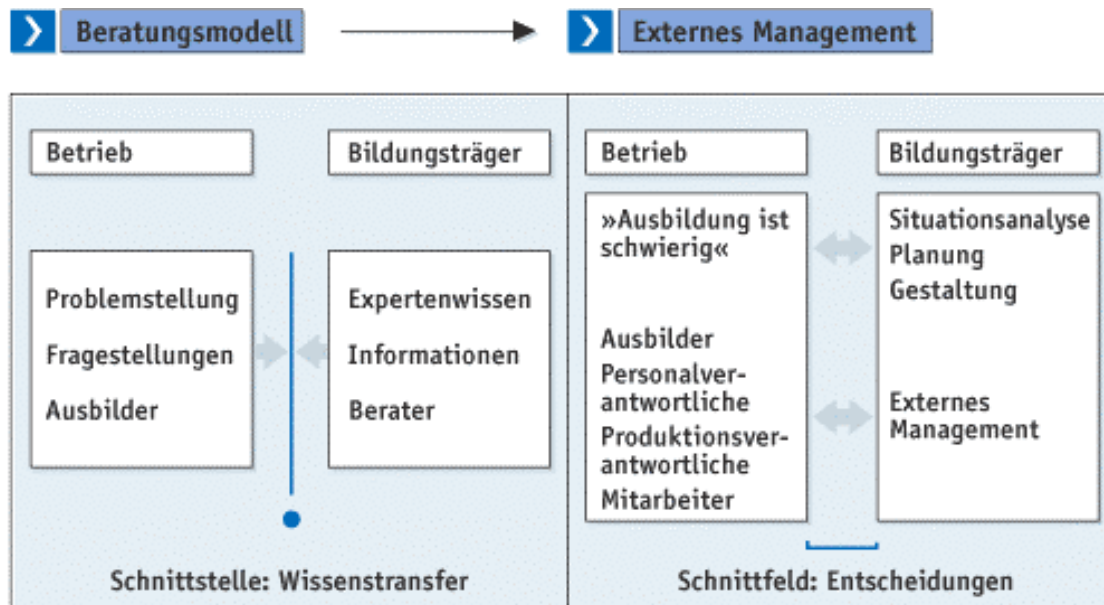 Beratungsmodell
Externes Management
Betrieb
Bildungsträger
Problemstellung
Fragestellungen
Ausbilder
Expertenwissen
Informationen
Berater
Schnittstelle: Wissenstransfer
Betrieb
Bildungsträger
»Ausbildung ist
schwierig«
Ausbilder
Personalver-
antwortliche
Produktionsver-
antwortliche
Mitarbeiter
Situationsanalyse
Planung
Gestaltung
Externes
Management
Schnittfeld: Entscheidungen